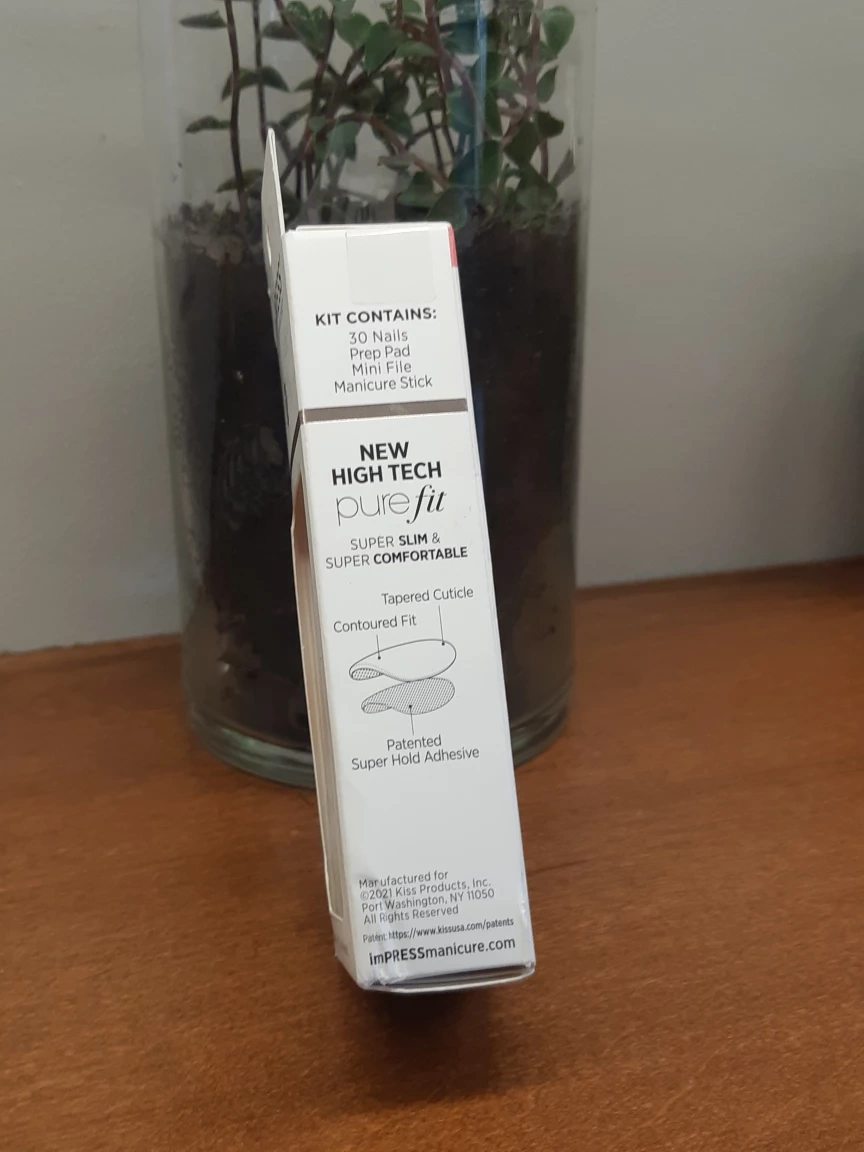 KIT CONTAINS:
30 Nails
Prep Pad
Mini File
Manicure Stick
NEW
HIGH TECH
purefit
SUPER SLIM &
SUPER COMFORTABLE
Tapered Cuticle
Contoured Fit
Patented
Super Hold Adhesive
Manufactured for
©2021 Kiss Products, Inc.
Port Washington, NY 11050
All Rights Reserved
Patent: https://www.kissusa.com/patents
imPRESSmanicure.com